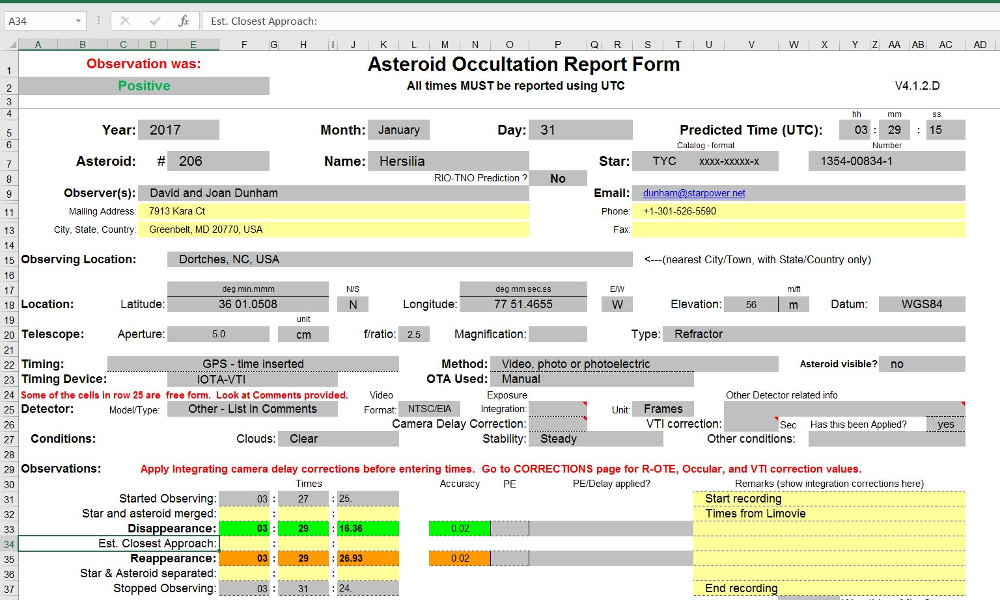 A34 fx Est. Closest Approach:
A B C D E F G H I J K L M N O P Q R S T U V W X Y Z AA AB AC AD
1 Observation was: Asteroid Occultation Report Form
2 Positive All times MUST be reported using UTC V4.1.2.D
3
4 hh mm ss
5 Year: 2017 Month: January Day: 31 Predicted Time (UTC): 03 : 29 : 15
6 Catalog - format Number
7 Asteroid: # 206 Name: Hersilia Star: TYC xxxx-xxxxx-x 1354-00834-1
8 RIO-TNO Prediction ? No
9 Observer(s): David and Joan Dunham Email: dunham@starpower.net
11 Mailing Address: 7913 Kara Ct Phone: +1-301-526-5590
13 City, State, Country: Greenbelt, MD 20770, USA Fax:
14
15 Observing Location: Dortches, NC, USA <---(nearest City/Town, with State/Country only)
16
17 deg min.mmm N/S deg mm sec.ss E/W m/ft
18 Location: Latitude: 36 01.0508 N Longitude: 77 51.4655 W Elevation: 56 m Datum: WGS84
19 unit
20 Telescope: Aperture: 5.0 cm f/ratio: 2.5 Magnification: Type: Refractor
21
22 Timing: GPS - time inserted Method: Video, photo or photoelectric Asteroid visible? no
23 Timing Device: IOTA-VTI OTA Used: Manual
24 Some of the cells in row 25 are free form. Look at Comments provided. Video Exposure Other Detector related info
25 Detector: Model/Type: Other - List in Comments Format: NTSC/EIA Integration: Unit: Frames
26 Camera Delay Correction: VTI correction: Sec Has this been Applied? yes
27 Conditions: Clouds: Clear Stability: Steady Other conditions:
28
29 Observations: Apply Integrating camera delay corrections before entering times. Go to CORRECTIONS page for R-OTE, Occular, and VTI correction values.
30 Times Accuracy PE PE/Delay applied? Remarks (show integration corrections here)
31 Started Observing: 03 : 27 : 25. Start recording
32 Star and asteroid merged: : : Times from Limovie
33 Disappearance: 03 : 29 : 16.36 0.02
34 Est. Closest Approach: : :
35 Reappearance: 03 : 29 : 26.93 0.02
36 Star & Asteroid separated: : :
37 Stopped Observing: 03 : 31 : 24. End recording